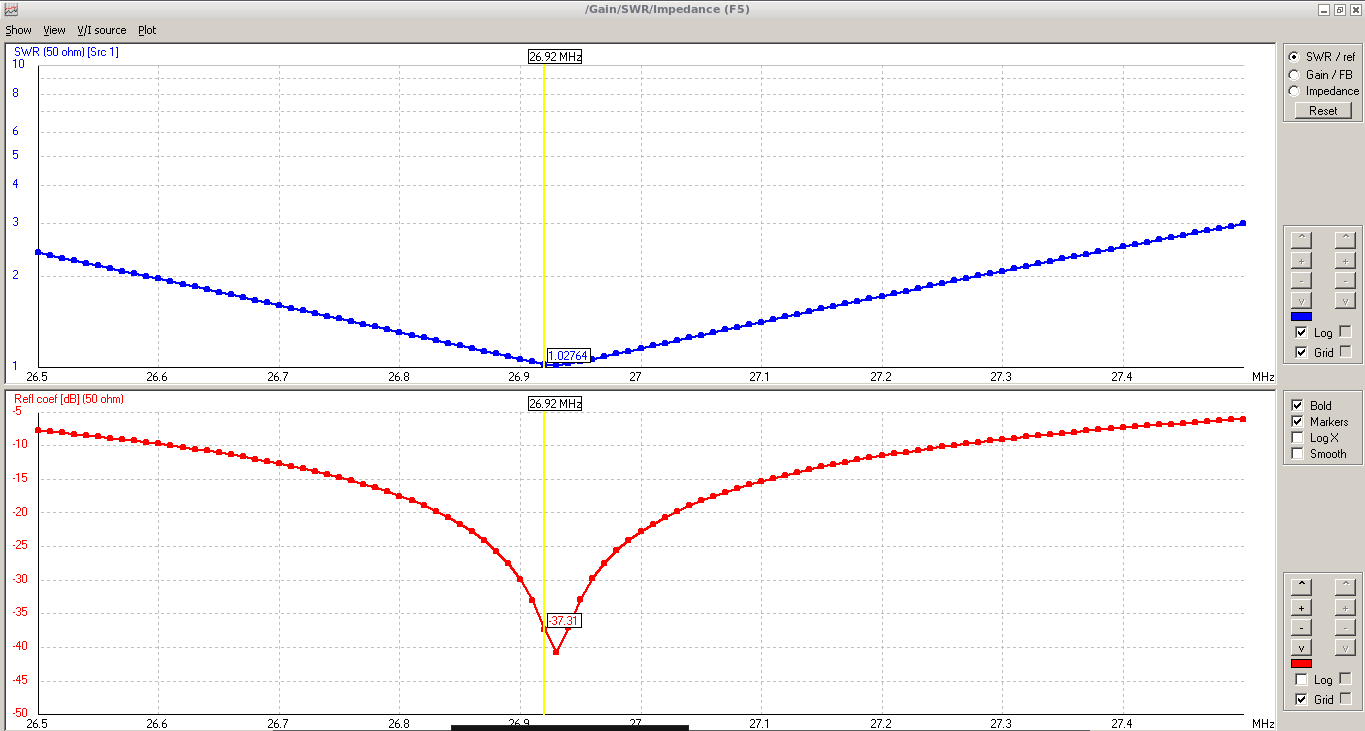 /Gain/SWR/Impedance (F5)
Show View V/I source Plot
SWR (50 ohm) [Src 1]
26.92 MHz
10
8
6
5
4
3
2
1
1.02764
26.5 26.6 26.7 26.8 26.9 27 27.1 27.2 27.3 27.4 MHz
Refl coef [dB] (50 ohm)
26.92 MHz
-5
-10
-15
-20
-25
-30
-35
-40
-45
-50
-37.31
26.5 26.6 26.7 26.8 26.9 27 27.1 27.2 27.3 27.4 MHz
SWR / ref
Gain / FB
Impedance
Reset
^ ^
+ +
- -
v v
Log
Grid
Bold
Markers
Log X
Smooth
^ ^
+ +
- -
v v
Log
Grid